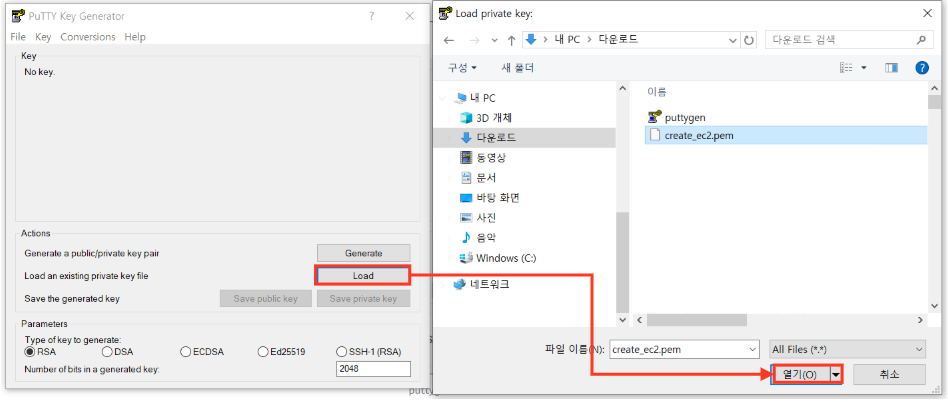 PuTTY Key Generator
File Key Conversions Help
Key
No key.
Actions
Generate a public/private key pair
Generate
Load an existing private key file
Load
Save the generated key
Save public key
Save private key
Parameters
Type of key to generate:
RSA DSA ECDSA Ed25519 SSH-1 (RSA)
Number of bits in a generated key:
2048
Load private key:
내 PC > 다운로드
다운로드 검색
구성
새 폴더
내 PC
3D 개체
다운로드
동영상
문서
바탕 화면
사진
음악
Windows (C:)
네트워크
이름
puttygen
create_ec2.pem
파일 이름(N):
create_ec2.pem
All Files (*.*)
열기(O)
취소